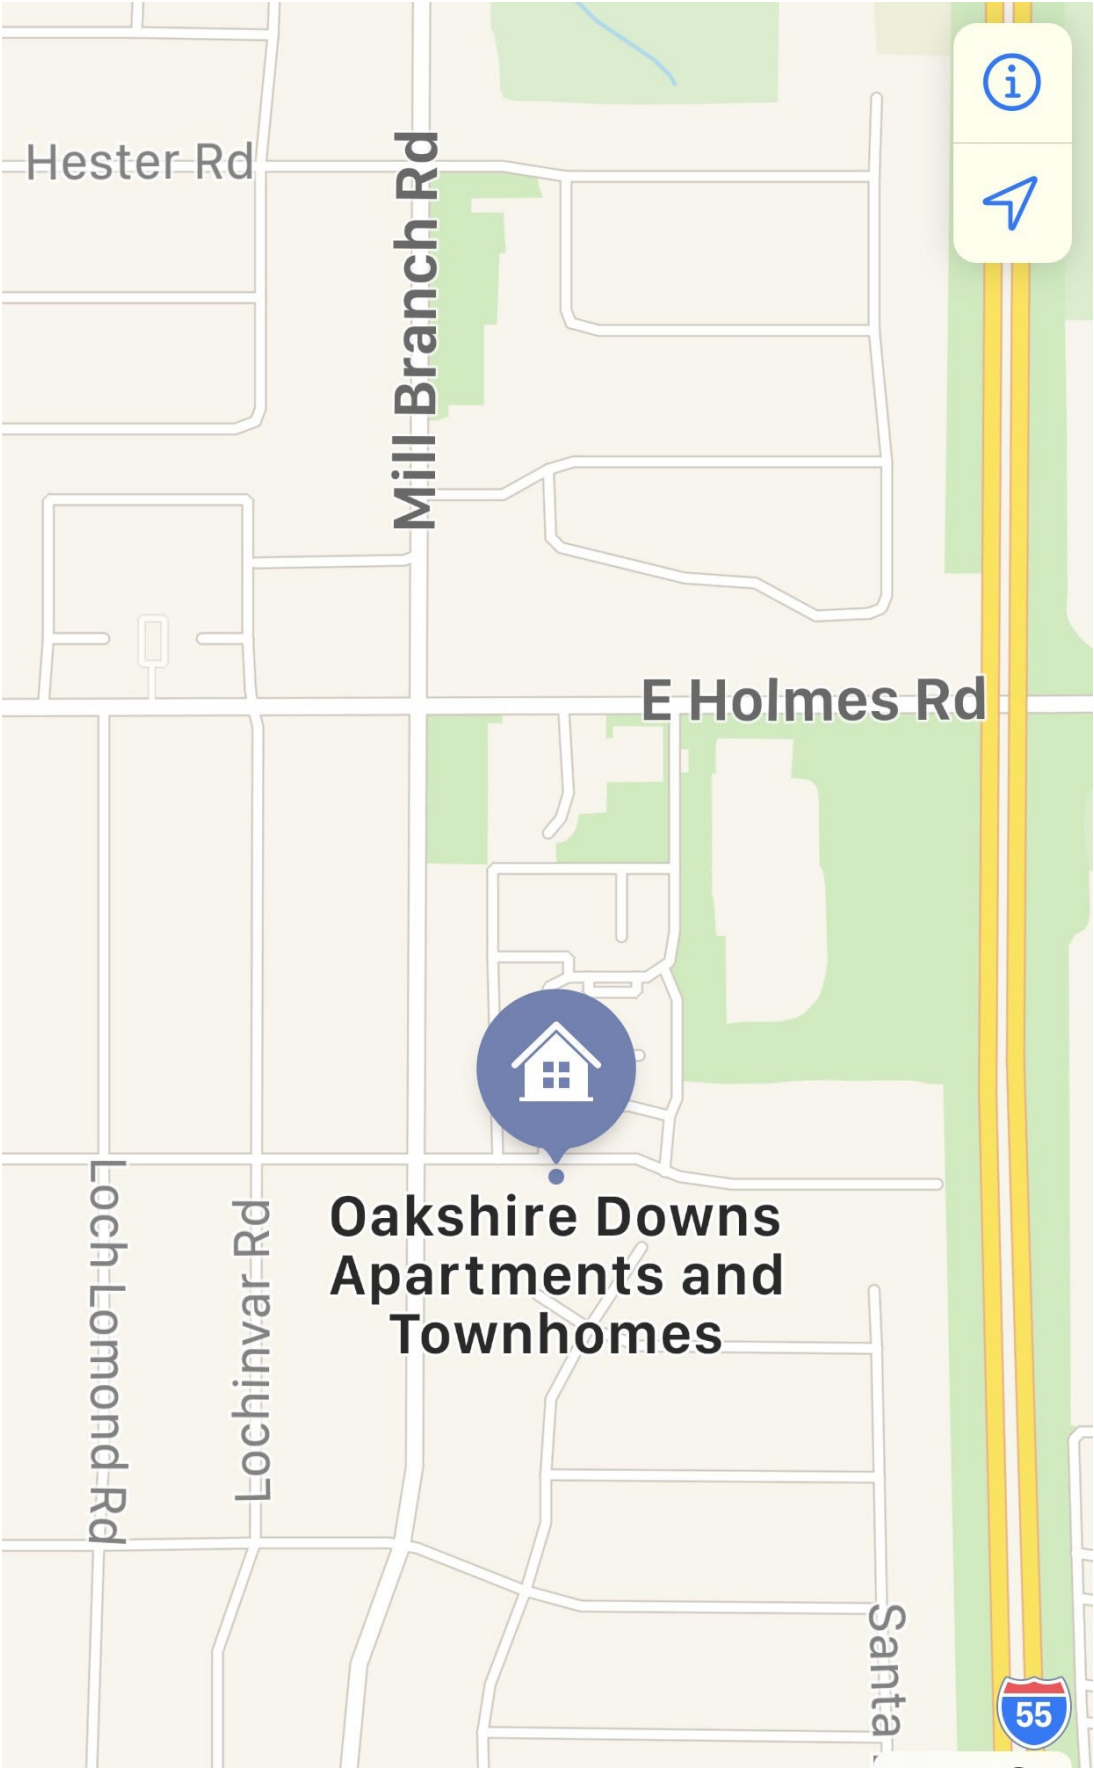 Hester Rd
Mill Branch Rd
E Holmes Rd
Oakshire Downs
Apartments and
Townhomes
Loch Lomond Rd
Lochinvar Rd
Santa
55